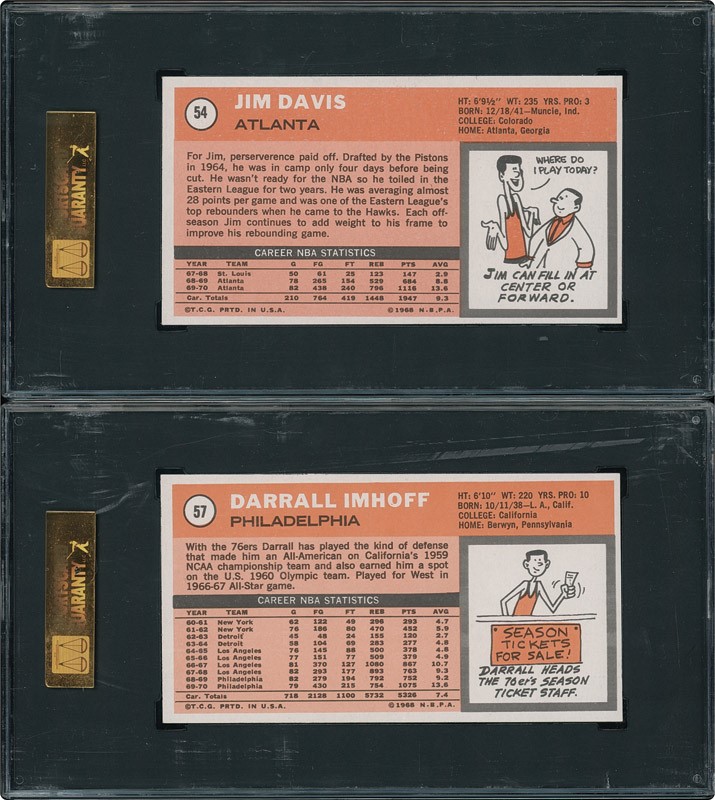 54
JIM DAVIS
ATLANTA
HT: 6'9½" WT: 235 YRS. PRO: 3
BORN: 12/18/41—Muncie, Ind.
COLLEGE: Colorado
HOME: Atlanta, Georgia
For Jim, perserverence paid off. Drafted by the Pistons
in 1964, he was in camp only four days before being
cut. He wasn't ready for the NBA so he toiled in the
Eastern League for two years. He was averaging almost
28 points per game and was one of the Eastern League's
top rebounders when he came to the Hawks. Each off-
season Jim continues to add weight to his frame to
improve his rebounding game.
CAREER NBA STATISTICS
YEAR TEAM G FG FT REB PTS AVG
67-68 St. Louis 50 61 25 123 147 2.9
68-69 Atlanta 78 265 154 529 684 8.8
69-70 Atlanta 82 438 240 796 1116 13.6
Car. Totals 210 764 419 1448 1947 9.3
©T.C.G. PRTD. IN U.S.A. ©1968 N.B.P.A.
WHERE DO
I PLAY TODAY?
JIM CAN FILL IN AT
CENTER OR
FORWARD.
ARANTY
57
DARRALL IMHOFF
PHILADELPHIA
HT: 6'10" WT: 220 YRS. PRO: 10
BORN: 10/11/38—L. A., Calif.
COLLEGE: California
HOME: Berwyn, Pennsylvania
With the 76ers Darrall has played the kind of defense
that made him an All-American on California's 1959
NCAA championship team and also earned him a spot
on the U.S. 1960 Olympic team. Played for West in
1966-67 All-Star game.
CAREER NBA STATISTICS
YEAR TEAM G FG FT REB PTS AVG
60-61 New York 62 122 49 296 293 4.7
61-62 New York 76 186 80 470 452 5.9
62-63 Detroit 45 48 24 155 120 2.7
63-64 Detroit 58 104 69 283 277 4.8
64-65 Los Angeles 76 145 88 500 378 4.8
65-66 Los Angeles 77 151 77 509 379 4.9
66-67 Los Angeles 81 370 127 1080 867 10.7
67-68 Los Angeles 82 293 177 893 763 9.3
68-69 Philadelphia 82 279 194 792 752 9.2
69-70 Philadelphia 79 430 215 754 1075 13.6
Car. Totals 718 2128 1100 5732 5326 7.4
©T.C.G. PRTD. IN U.S.A. ©1968 N.B.P.A.
SEASON
TICKETS
FOR SALE!
DARRALL HEADS
THE 76er's SEASON
TICKET STAFF.
ARANTY